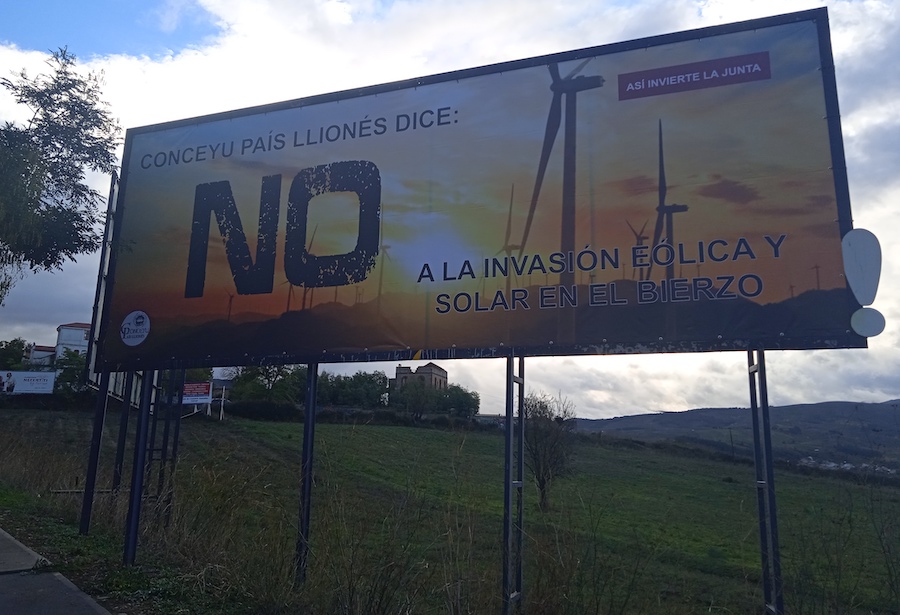 ASÍ INVIERTE LA JUNTA
CONCEYU PAÍS LLIONÉS DICE:
NO
A LA INVASIÓN EÓLICA Y
SOLAR EN EL BIERZO